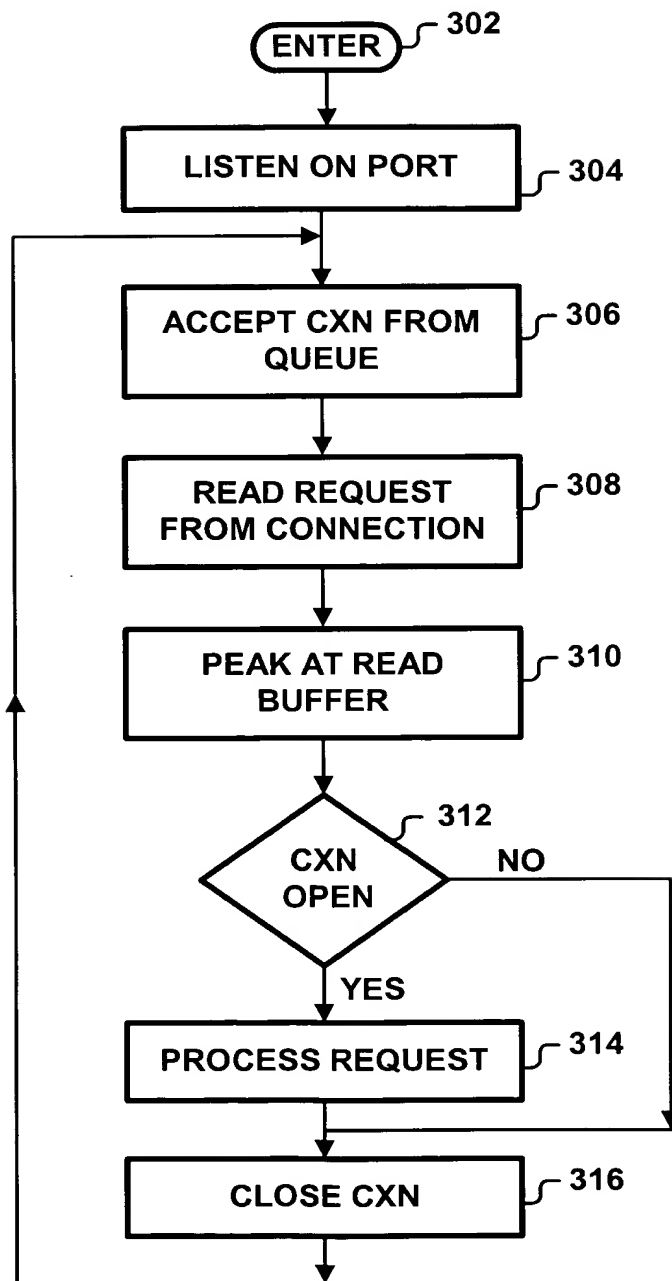 ENTER 302
LISTEN ON PORT 304
ACCEPT CXN FROM
QUEUE 306
READ REQUEST
FROM CONNECTION 308
PEAK AT READ
BUFFER 310
312
CXN
OPEN
NO
YES
PROCESS REQUEST 314
CLOSE CXN 316